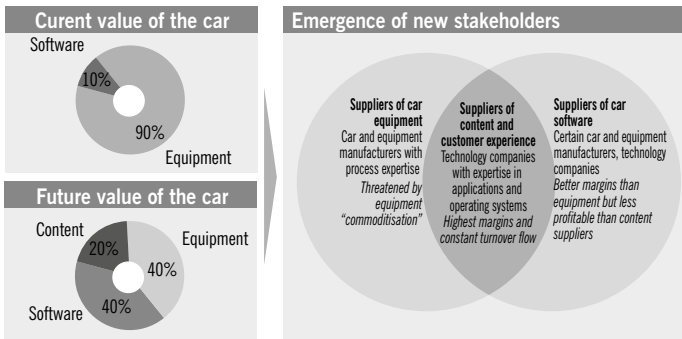 Curent value of the car
Software
10%
90%
Equipment
Future value of the car
Content
20%
Equipment
40%
40%
Software
Emergence of new stakeholders
Suppliers of car
equipment
Car and equipment
manufacturers with
process expertise
Threatened by
equipment
“commoditisation”
Suppliers of
content and
customer experience
Technology companies
with expertise in
applications and
operating systems
Highest margins and
constant turnover flow
Suppliers of car
software
Certain car and equipment
manufacturers, technology
companies
Better margins than
equipment but less
profitable than content
suppliers